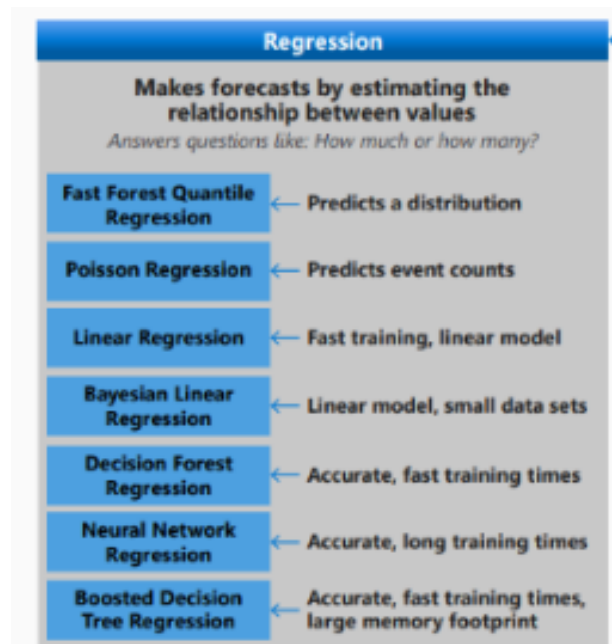 Regression
Makes forecasts by estimating the
relationship between values
Answers questions like: How much or how many?
Fast Forest Quantile
Regression
Predicts a distribution
Poisson Regression
Predicts event counts
Linear Regression
Fast training, linear model
Bayesian Linear
Regression
Linear model, small data sets
Decision Forest
Regression
Accurate, fast training times
Neural Network
Regression
Accurate, long training times
Boosted Decision
Tree Regression
Accurate, fast training times,
large memory footprint